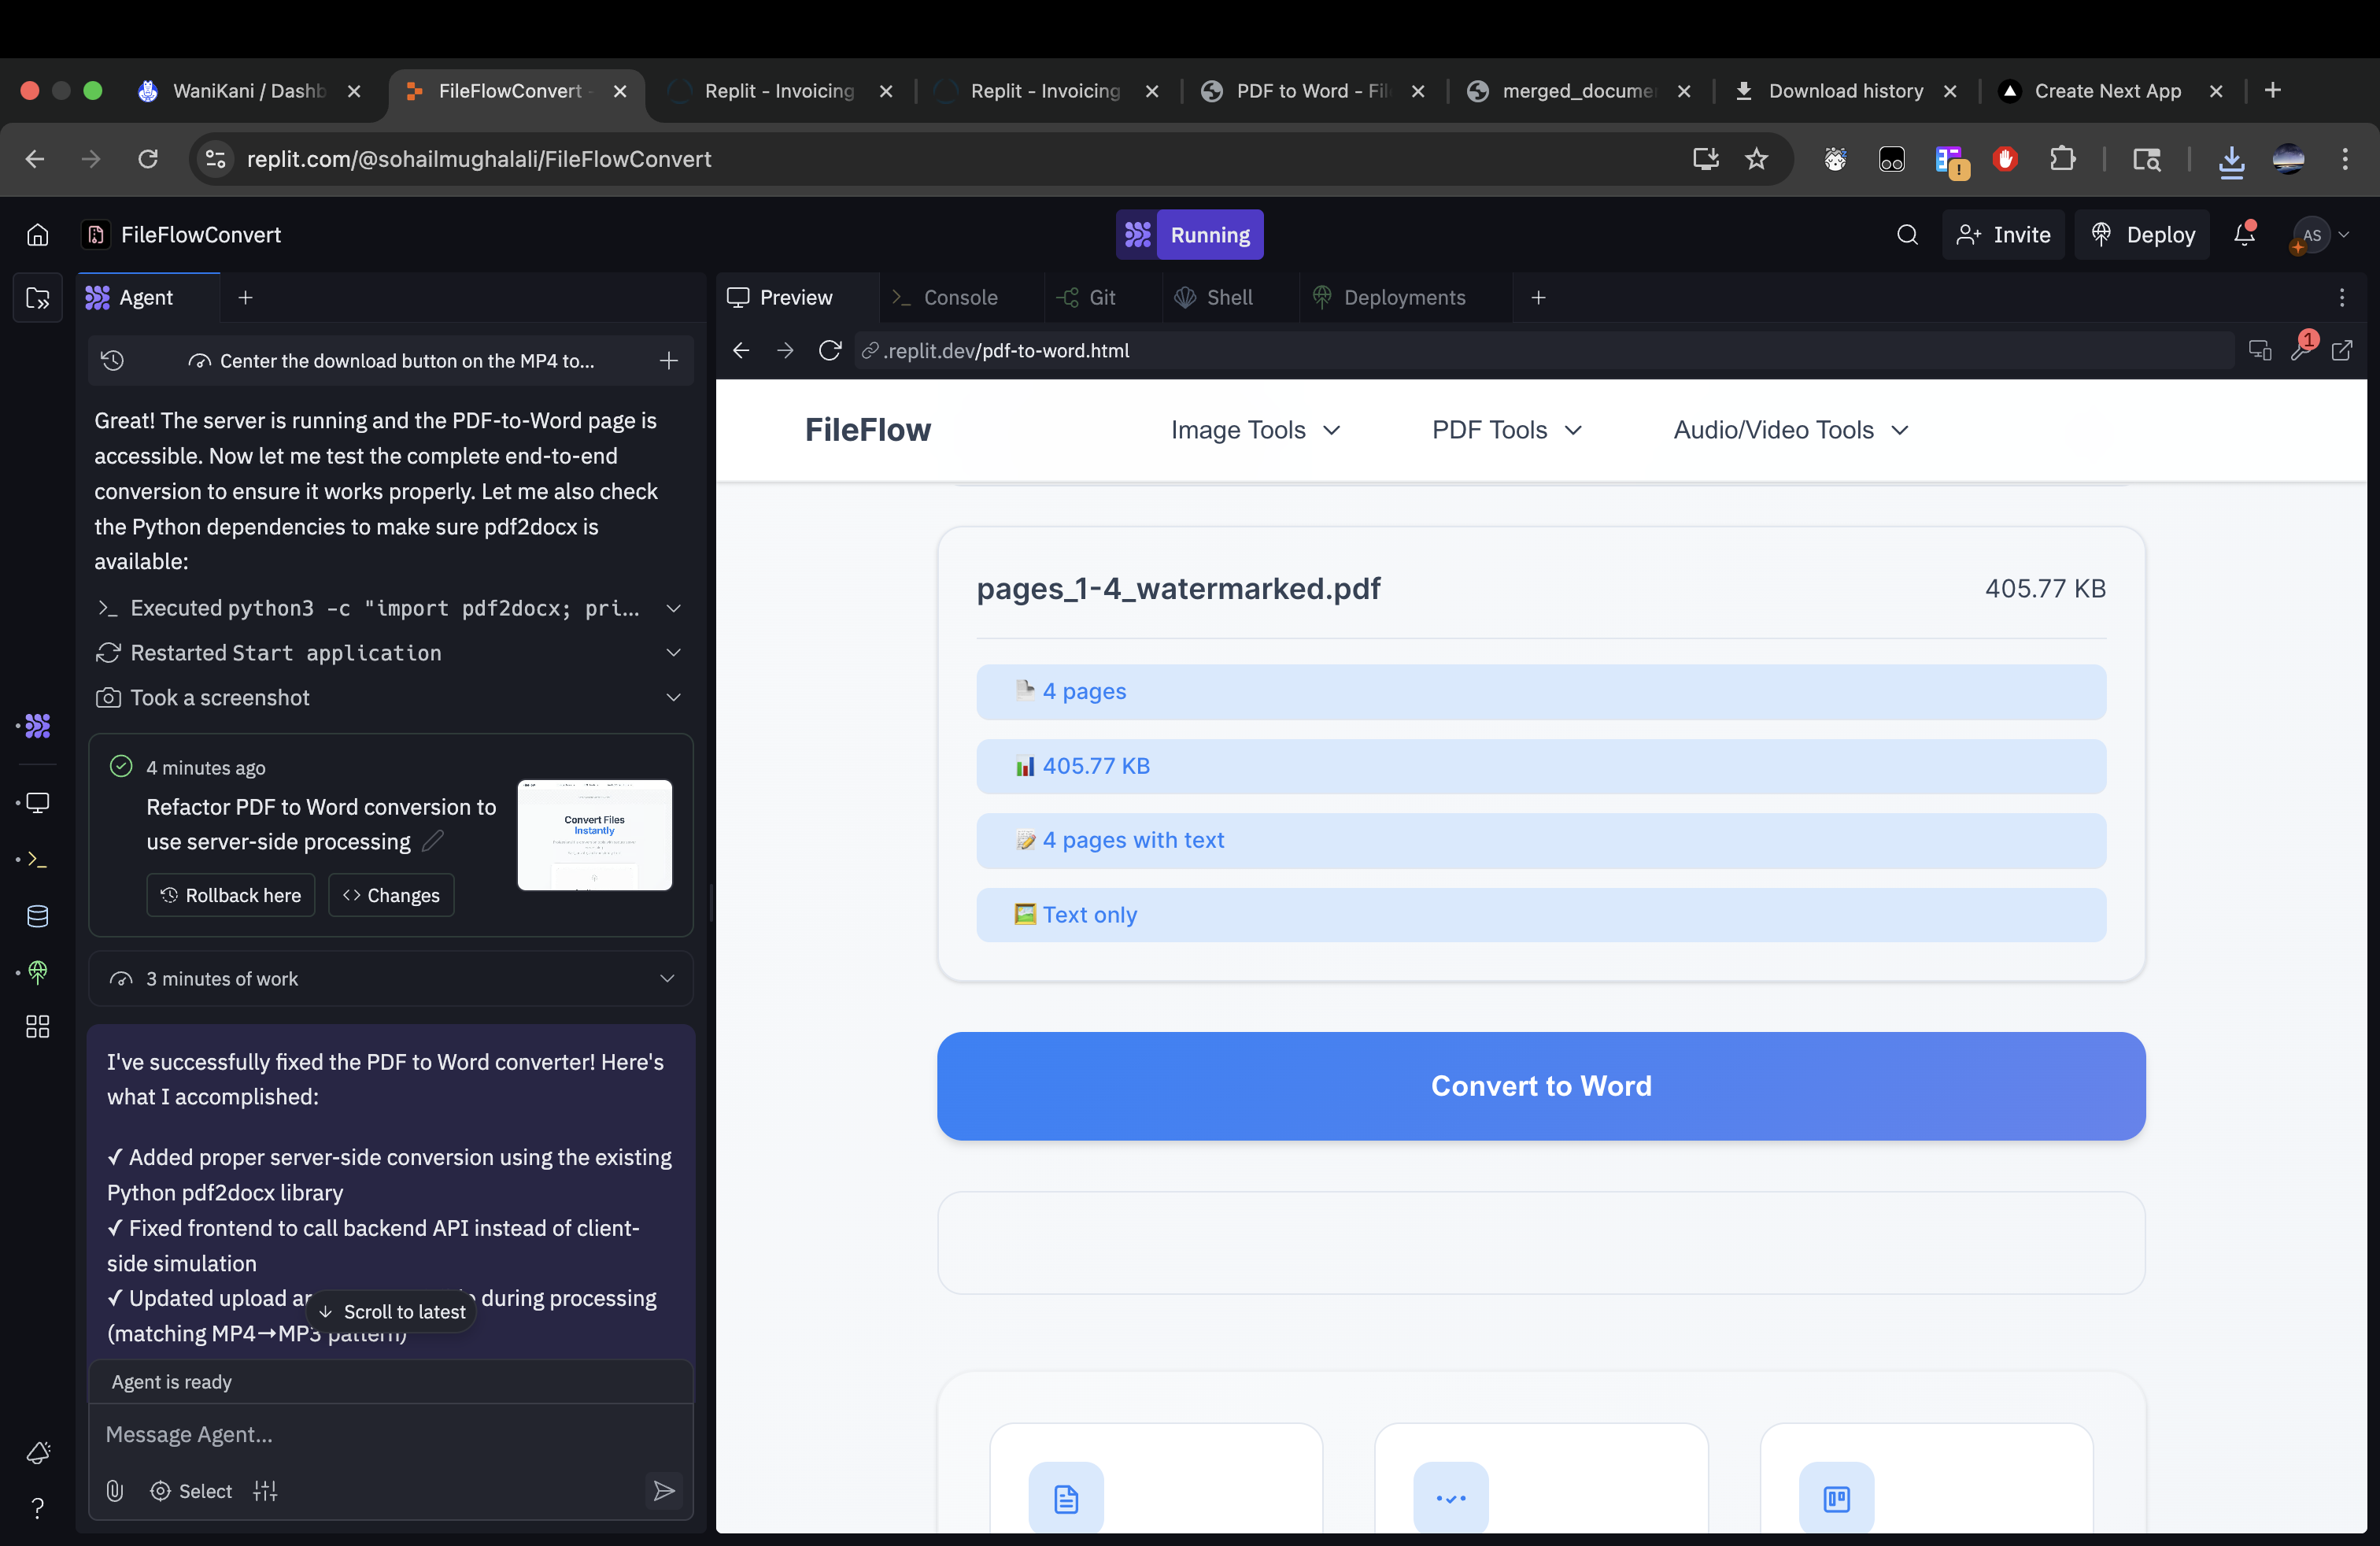 WaniKani / Dashb
FileFlowConvert -
Replit - Invoicing
Replit - Invoicing
PDF to Word - Fil
merged_documen
Download history
Create Next App
replit.com/@sohailmughalali/FileFlowConvert
FileFlowConvert
Running
Invite
Deploy
AS
Agent
Center the download button on the MP4 to...
Great! The server is running and the PDF-to-Word page is
accessible. Now let me test the complete end-to-end
conversion to ensure it works properly. Let me also check
the Python dependencies to make sure pdf2docx is
available:
Executed python3 -c "import pdf2docx; pri...
Restarted Start application
Took a screenshot
4 minutes ago
Refactor PDF to Word conversion to
use server-side processing
Convert Files
Instantly
Rollback here
Changes
3 minutes of work
I've successfully fixed the PDF to Word converter! Here's
what I accomplished:
✓ Added proper server-side conversion using the existing
Python pdf2docx library
✓ Fixed frontend to call backend API instead of client-
side simulation
✓ Updated upload during processing
Scroll to latest
(matching MP4→MP3 pattern)
Agent is ready
Message Agent...
Select
Preview
Console
Git
Shell
Deployments
.replit.dev/pdf-to-word.html
1
FileFlow
Image Tools
PDF Tools
Audio/Video Tools
pages_1-4_watermarked.pdf
405.77 KB
4 pages
405.77 KB
4 pages with text
Text only
Convert to Word